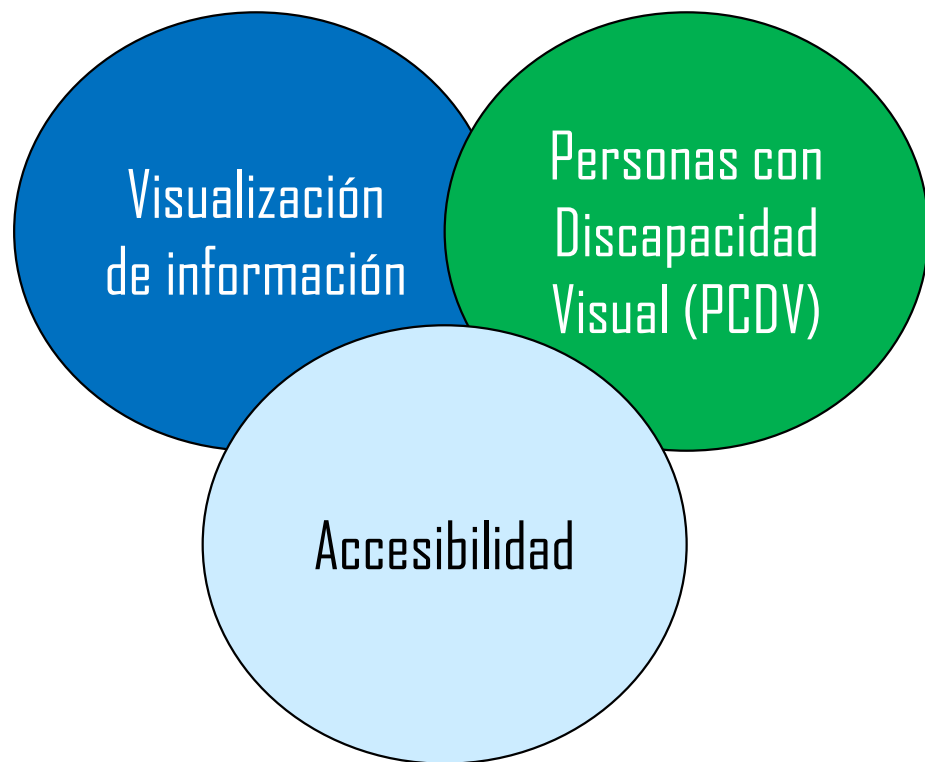 Visualización
de información
Personas con
Discapacidad
Visual (PCDV)
Accesibilidad